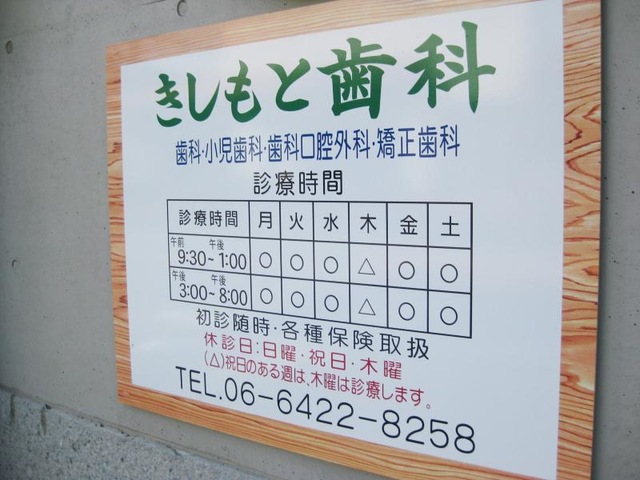 きしもと歯科
歯科・小児歯科・歯科口腔外科・矯正歯科
診療時間
診療時間 月 火 水 木 金 土
午前 9:30~ 午後 1:00 ○ ○ ○ △ ○ ○
午後 3:00~ 午後 8:00 ○ ○ ○ △ ○ ○
初診随時・各種保険取扱
休診日:日曜・祝日・木曜
(△)祝日のある週は、木曜は診療します。
TEL.06-6422-8258